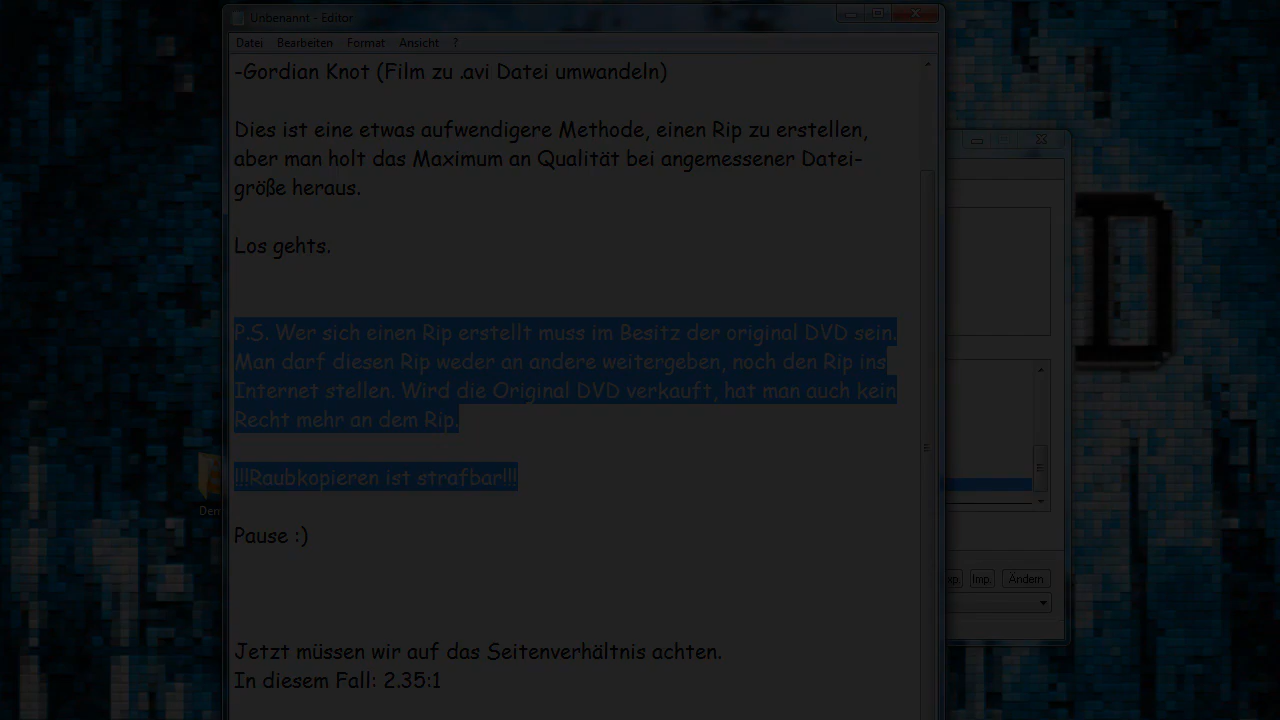 Unbenannt - Editor
Datei Bearbeiten Format Ansicht ?
-Gordian Knot (Film zu .avi Datei umwandeln)
Dies ist eine etwas aufwendigere Methode, einen Rip zu erstellen,
aber man holt das Maximum an Qualität bei angemessener Datei-
größe heraus.
Los gehts.
P.S. Wer sich einen Rip erstellt muss im Besitz der original DVD sein.
Man darf diesen Rip weder an andere weitergeben, noch den Rip ins
Internet stellen. Wird die Original DVD verkauft, hat man auch kein
Recht mehr an dem Rip.
!!!Raubkopieren ist strafbar!!!
Pause :)
Jetzt müssen wir auf das Seitenverhältnis achten.
In diesem Fall: 2.35:1
D
Imp. Ändern